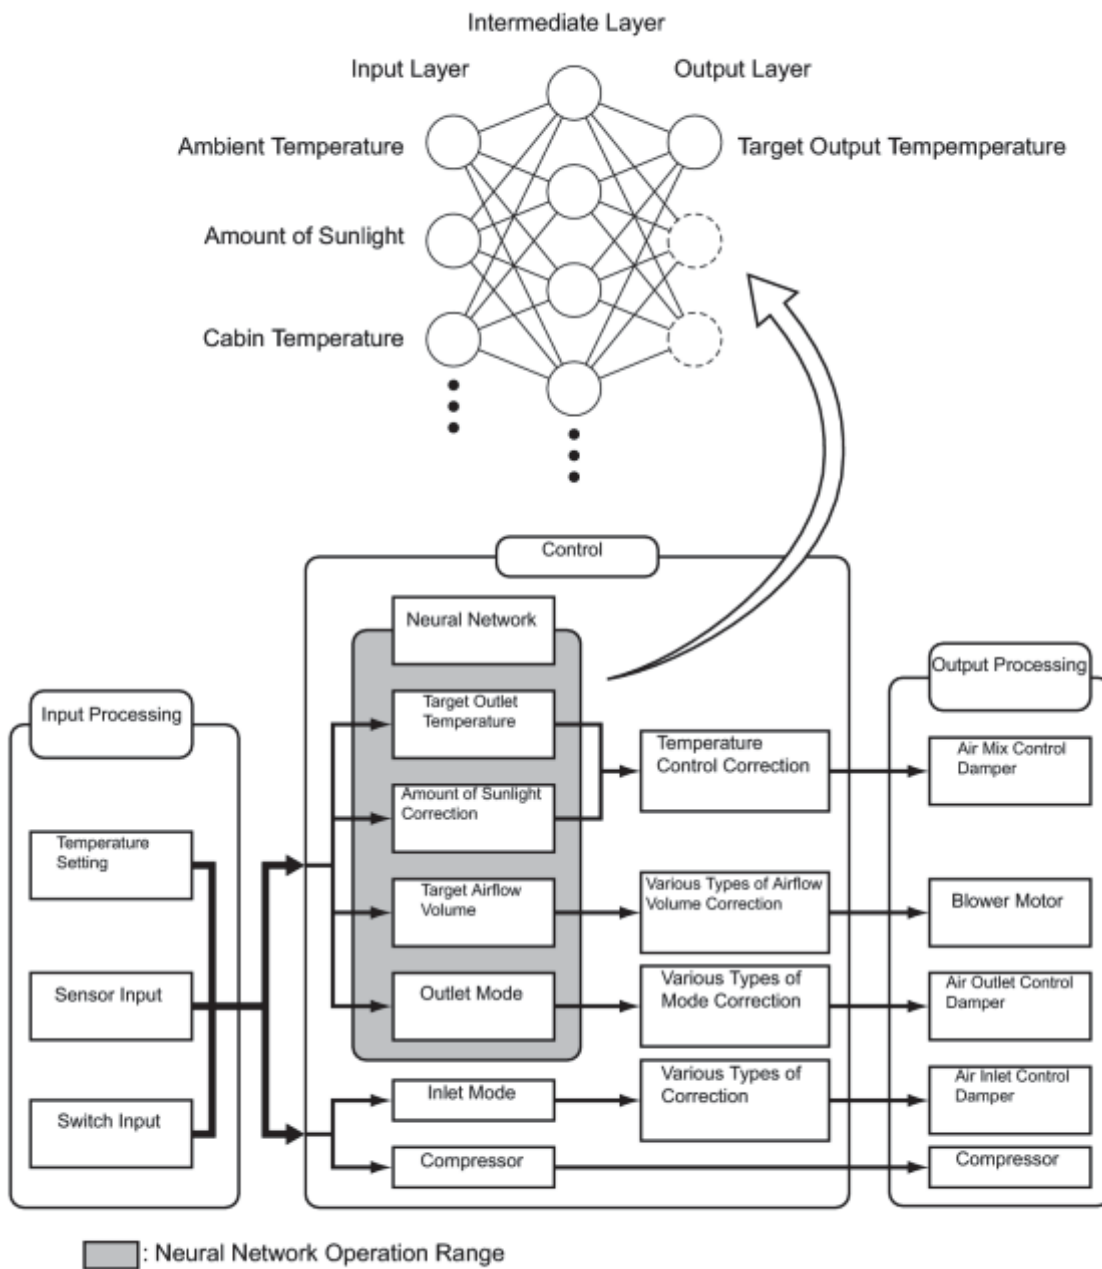 Intermediate Layer
Input Layer
Output Layer
Ambient Temperature
Target Output Tempemperature
Amount of Sunlight
Cabin Temperature
Control
Neural Network
Output Processing
Input Processing
Target Outlet
Temperature
Temperature
Control Correction
Air Mix Control
Damper
Amount of Sunlight
Correction
Temperature
Setting
Target Airflow
Volume
Various Types of Airflow
Volume Correction
Blower Motor
Sensor Input
Outlet Mode
Various Types of
Mode Correction
Air Outlet Control
Damper
Switch Input
Inlet Mode
Various Types of
Correction
Air Inlet Control
Damper
Compressor
Compressor
: Neural Network Operation Range